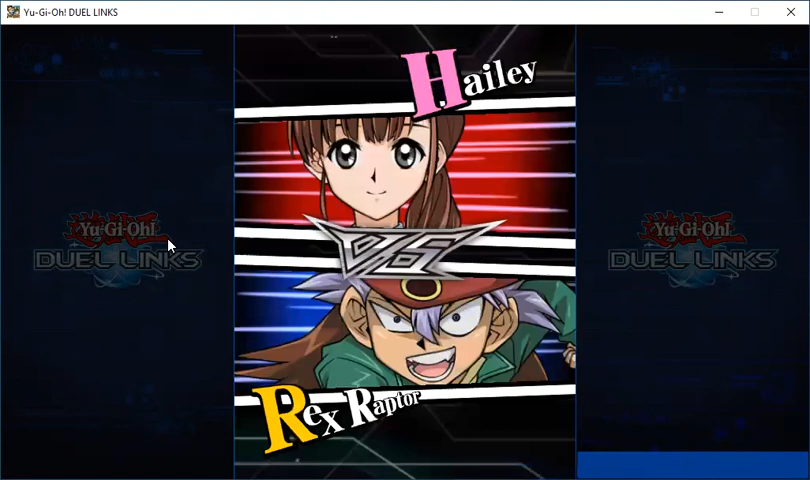 Yu-Gi-Oh! DUEL LINKS
Hailey
VS
Rex Raptor
Yu-Gi-Oh!
DUEL LINKS
Yu-Gi-Oh!
DUEL LINKS